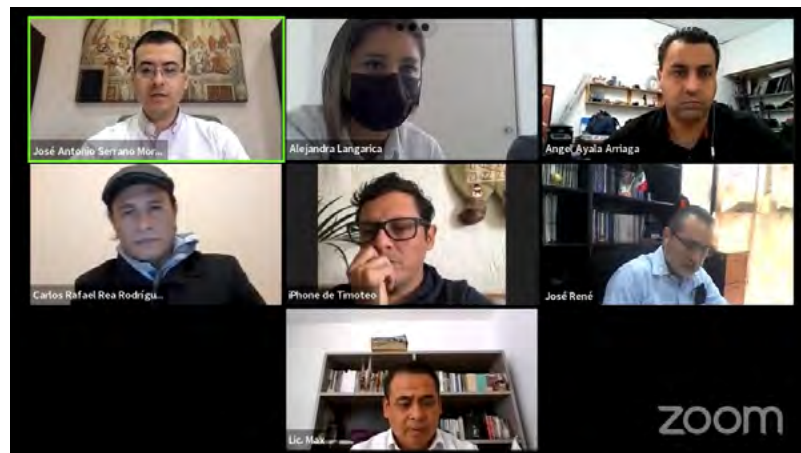 José Antonio Serrano Mor...
Alejandra Langarica
Angel Ayala Arriaga
Carlos Rafael Rea Rodrígu...
iPhone de Timoteo
José René
Lic. Max
zoom